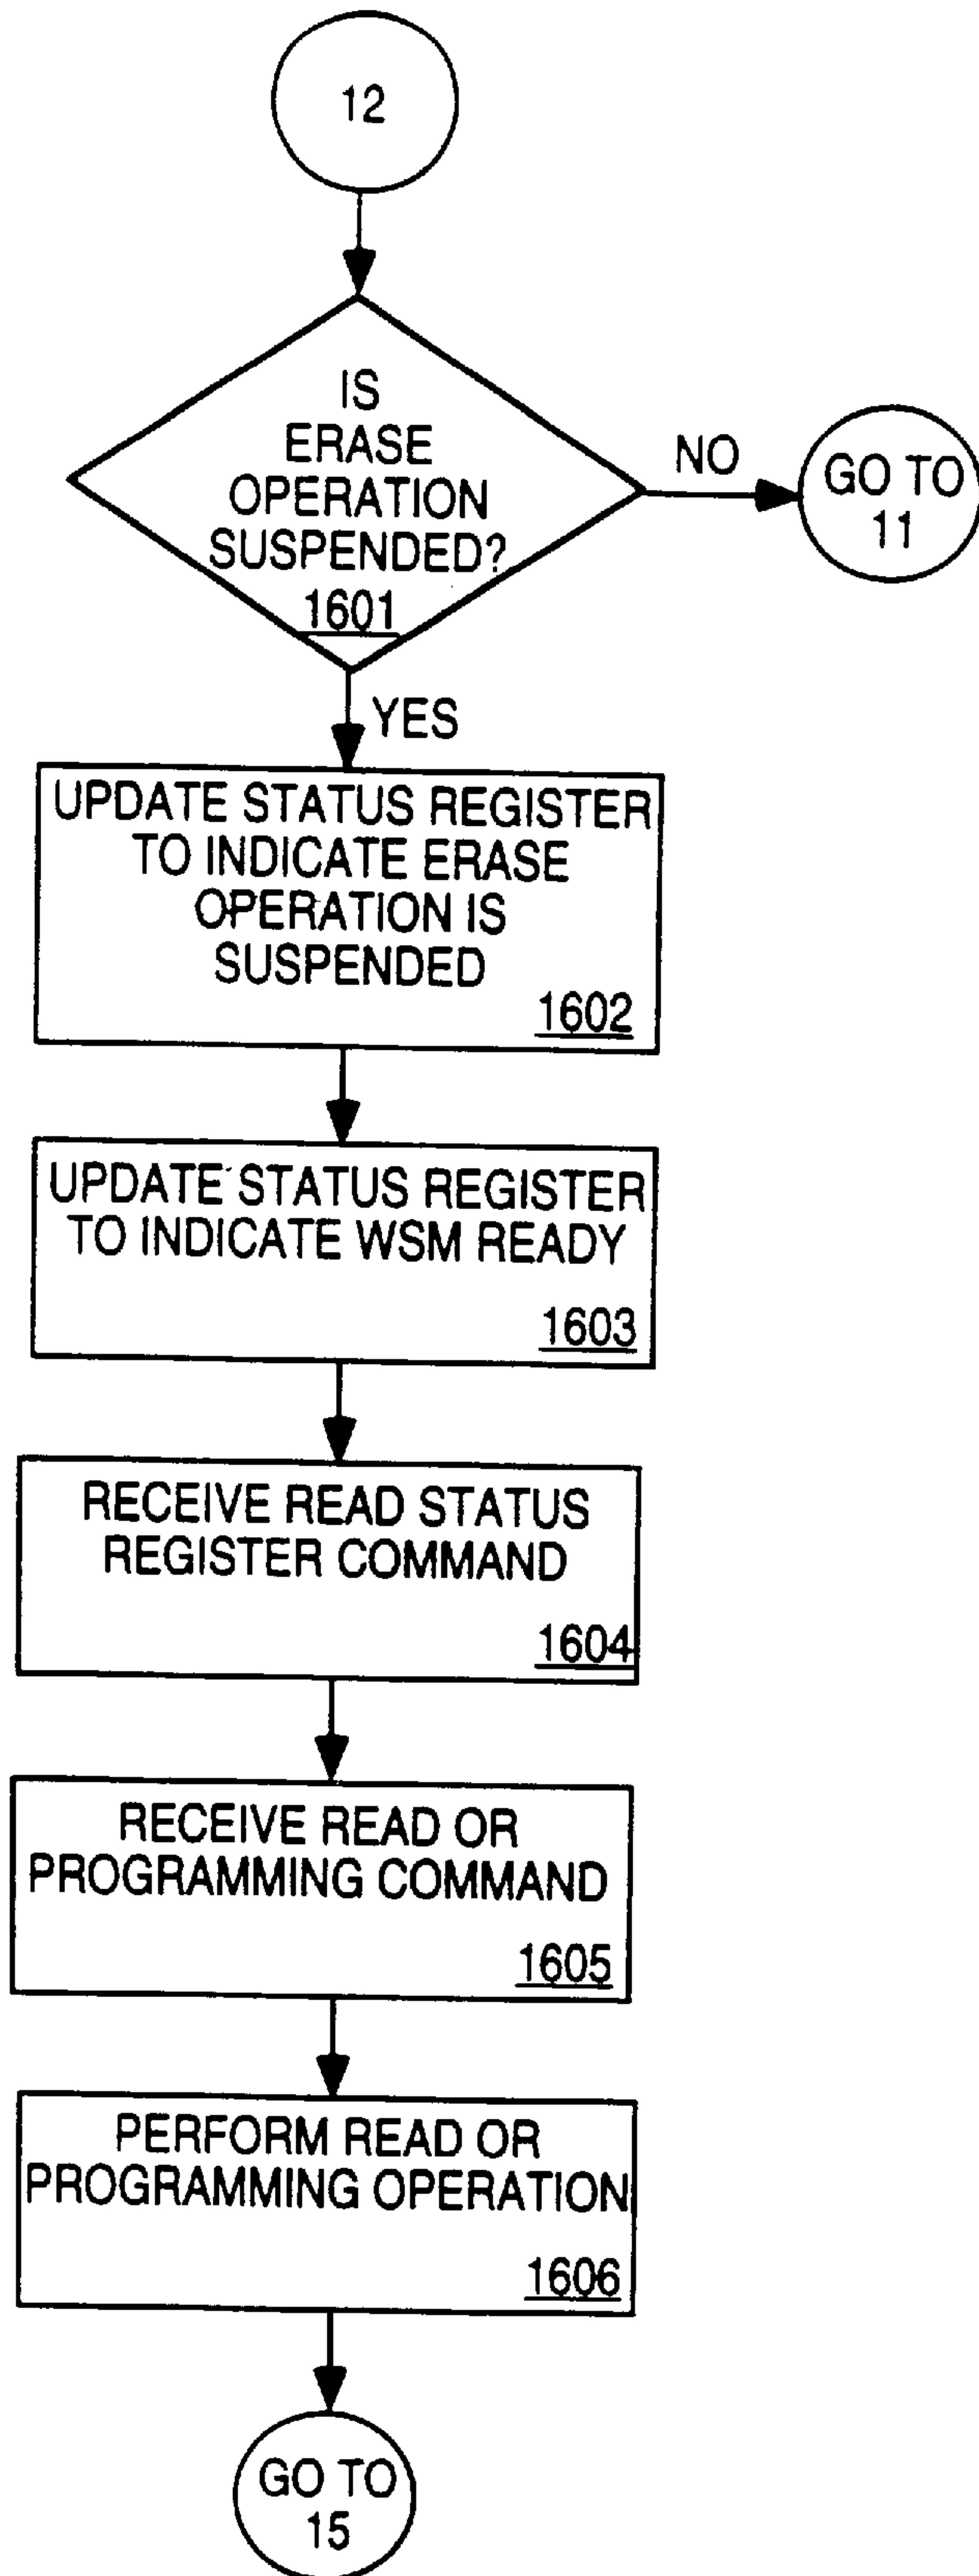 12
IS
ERASE
OPERATION
SUSPENDED?
1601
NO
GO TO
11
YES
UPDATE STATUS REGISTER
TO INDICATE ERASE
OPERATION IS
SUSPENDED
1602
UPDATE STATUS REGISTER
TO INDICATE WSM READY
1603
RECEIVE READ STATUS
REGISTER COMMAND
1604
RECEIVE READ OR
PROGRAMMING COMMAND
1605
PERFORM READ OR
PROGRAMMING OPERATION
1606
GO TO
15